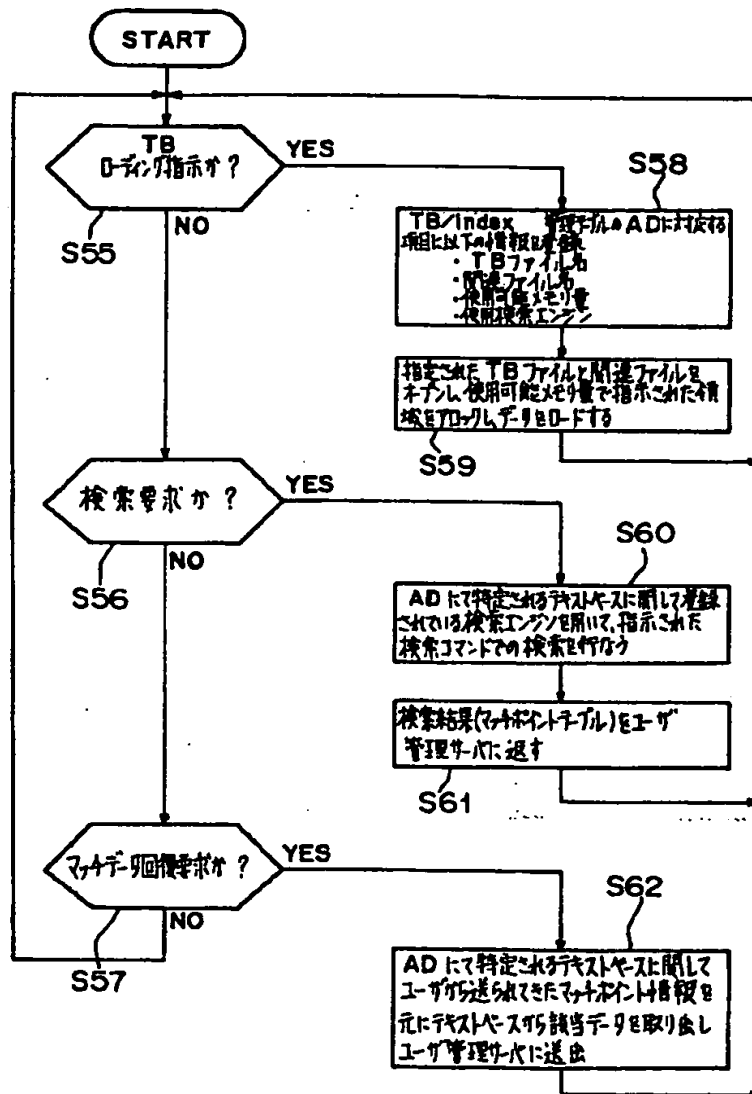 START
TB
ローディング指示か?
YES
NO
S55
S58
TB/Index 管理テーブルのADに対応する
項目に以下の情報を登録
・TBファイル名
・関連ファイル名
・使用可能メモリ量
・使用検索エンジン
指定されたTBファイルと関連ファイルを
オープンし、使用可能メモリ量で指示された領
域をアロックし、データをロードする
S59
検索要求か?
YES
NO
S56
S60
ADにて特定されるテキストベースに関して登録
されている検索エンジンを用いて、指示された
検索コマンドでの検索を行なう
検索結果(マッチポイントテーブル)をユーザ
管理サーバに返す
S61
マッチデータ回復要求か?
YES
NO
S57
S62
ADにて特定されるテキストベースに関して
ユーザから送られてきたマッチポイント情報を
元にテキストベースから該当データを取り出し
ユーザ管理サーバに送出